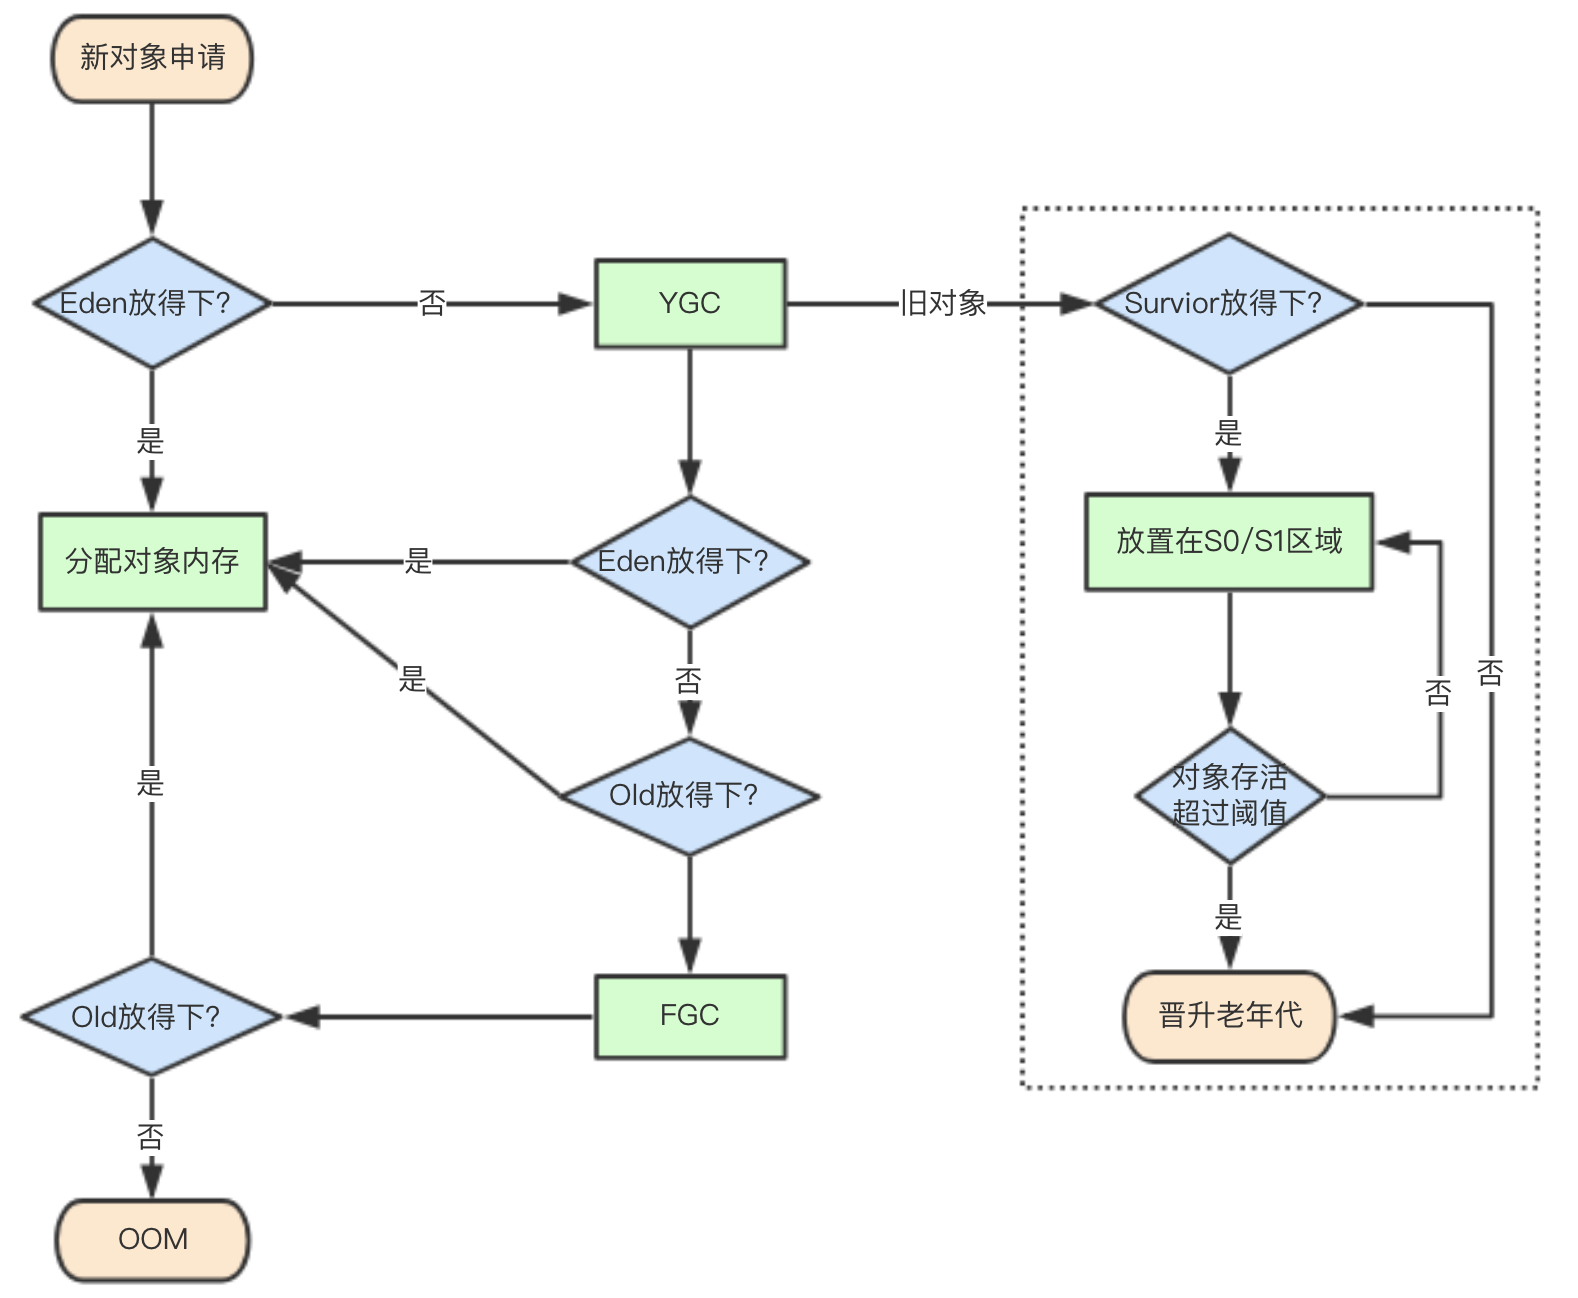 新对象申请
Eden放得下?
否
YGC
旧对象
Survior放得下?
是
是
分配对象内存
是
Eden放得下?
放置在S0/S1区域
否
是
否
否
Old放得下?
是
对象存活
超过阈值
是
Old放得下?
FGC
晋升老年代
否
OOM